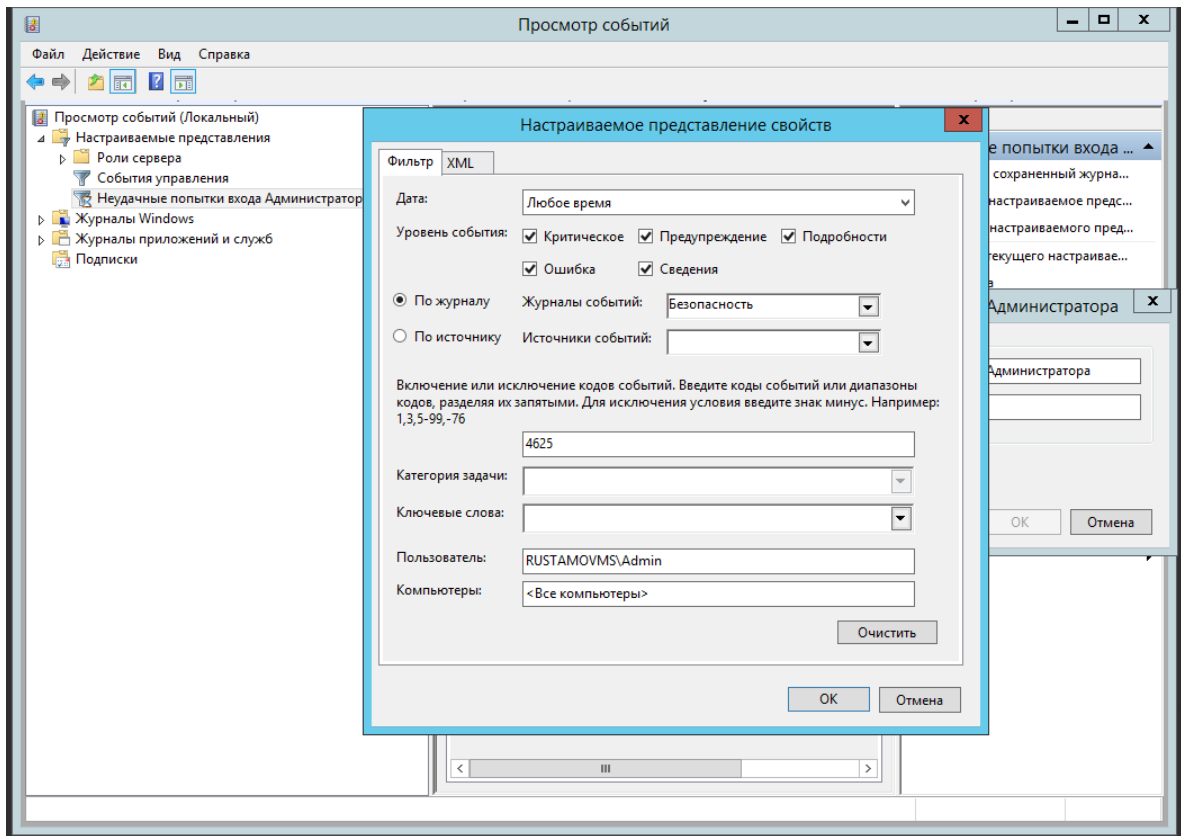 Просмотр событий
Файл Действие Вид Справка
Просмотр событий (Локальный)
Настраиваемые представления
Роли сервера
События управления
Неудачные попытки входа Администратор
Журналы Windows
Журналы приложений и служб
Подписки
Настраиваемое представление свойств
Фильтр XML
Дата: Любое время
Уровень события: Критическое Предупреждение Подробности
Ошибка Сведения
По журналу Журналы событий: Безопасность
По источнику Источники событий:
Включение или исключение кодов событий. Введите коды событий или диапазоны
кодов, разделяя их запятыми. Для исключения условия введите знак минус. Например:
1,3,5-99,-76
4625
Категория задачи:
Ключевые слова:
Пользователь: RUSTAMOVMS\Admin
Компьютеры: <Все компьютеры>
Очистить
OK Отмена
е попытки входа ...
сохраненный журна...
настраиваемое предс...
настраиваемого пред...
текущего настраивае...
Администратора
Администратора
OK Отмена